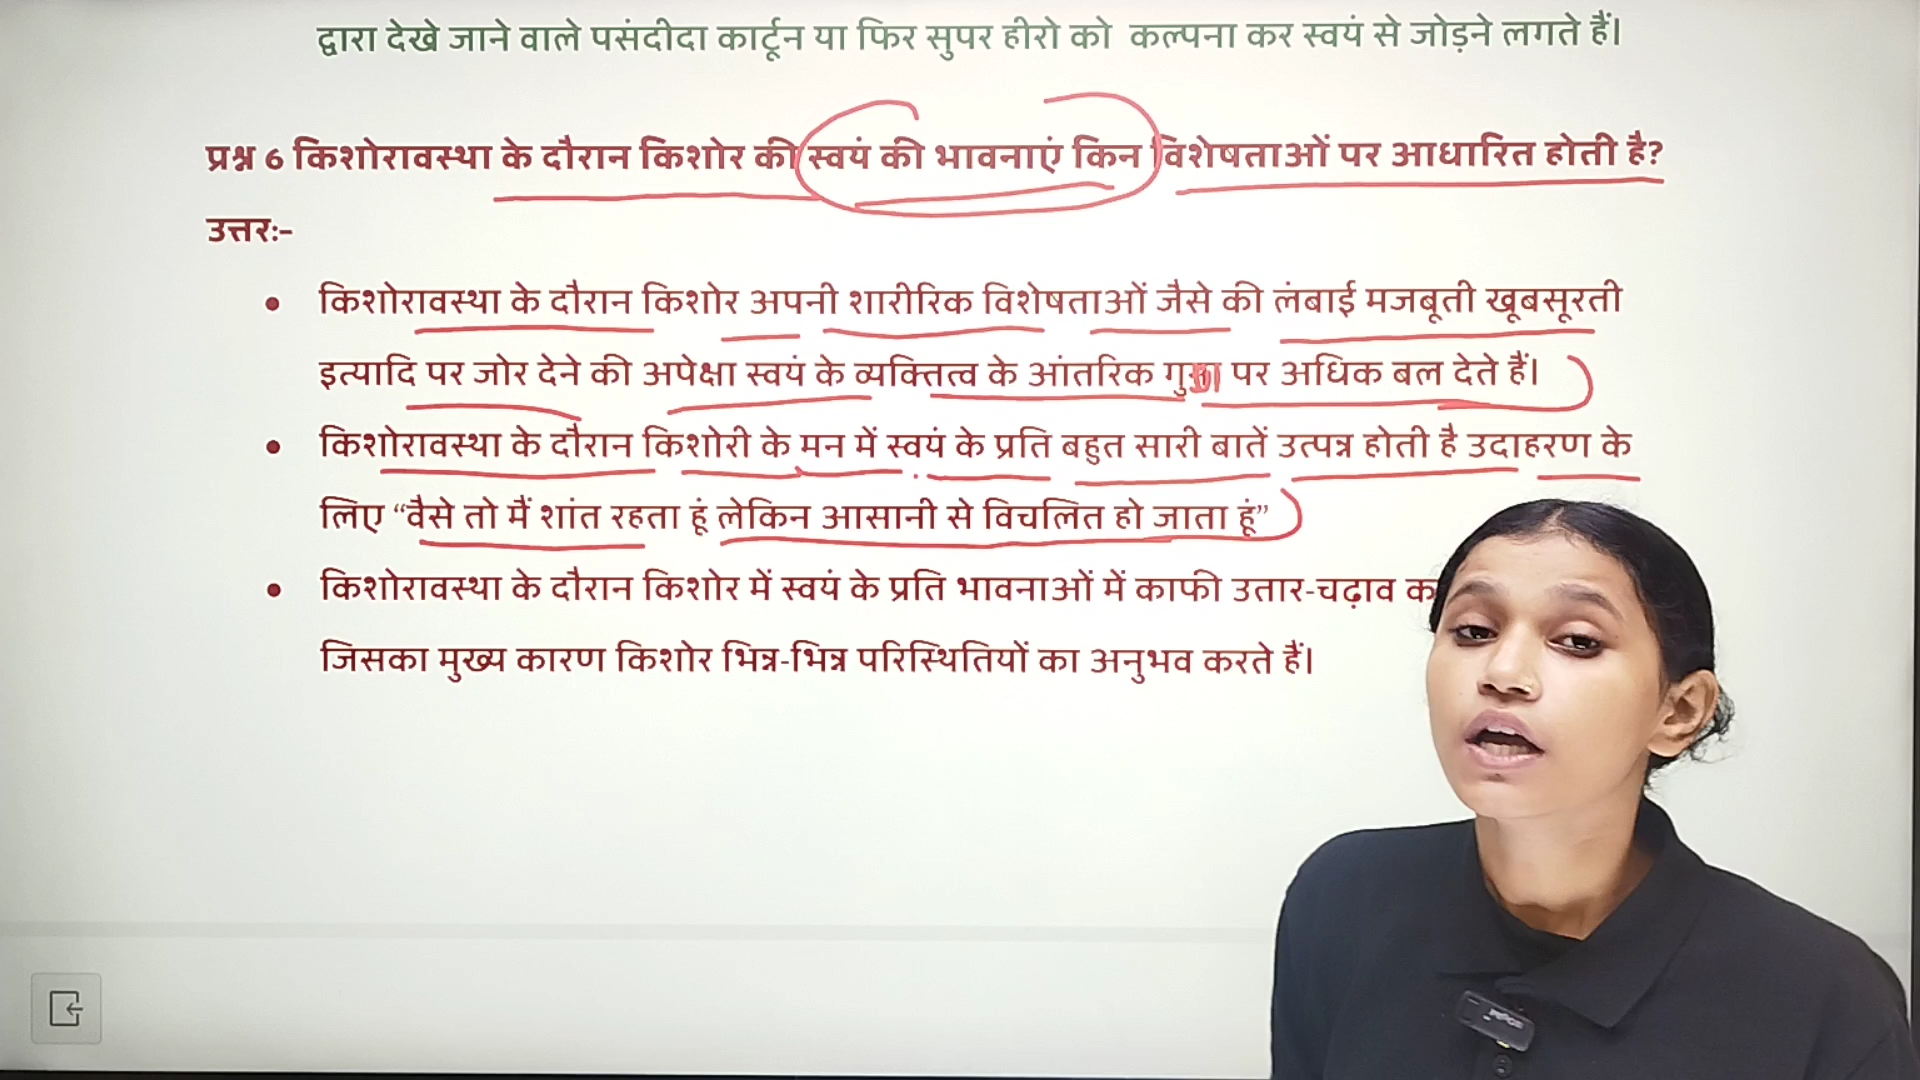 द्वारा देखे जाने वाले पसंदीदा कार्टून या फिर सुपर हीरो को कल्पना कर स्वयं से जोड़ने लगते हैं।
प्रश्न 6 किशोरावस्था के दौरान किशोर की स्वयं की भावनाएं किन विशेषताओं पर आधारित होती है?
उत्तरः-
• किशोरावस्था के दौरान किशोर अपनी शारीरिक विशेषताओं जैसे की लंबाई मजबूती खूबसूरती
इत्यादि पर जोर देने की अपेक्षा स्वयं के व्यक्तित्व के आंतरिक पर अधिक बल देते हैं।
• किशोरावस्था के दौरान किशोरी के मन में स्वयं के प्रति बहुत सारी बातें उत्पन्न होती है उदाहरण के
लिए “वैसे तो मैं शांत रहता हूं लेकिन आसानी से विचलित हो जाता हूं”
• किशोरावस्था के दौरान किशोर में स्वयं के प्रति भावनाओं में काफी उतार-चढ़ाव
जिसका मुख्य कारण किशोर भिन्न-भिन्न परिस्थितियों का अनुभव करते हैं।